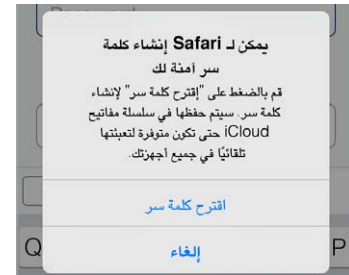 Password
يمكن لـ Safari إنشاء كلمة
سر آمنة لك
قم بالضغط على "إقترح كلمة سر" لإنشاء
كلمة سر. سيتم حفظها في سلسلة مفاتيح
iCloud حتى تكون متوفرة لتعبئتها
تلقائيًا في جميع أجهزتك.
اقترح كلمة سر
Q P
إلغاء